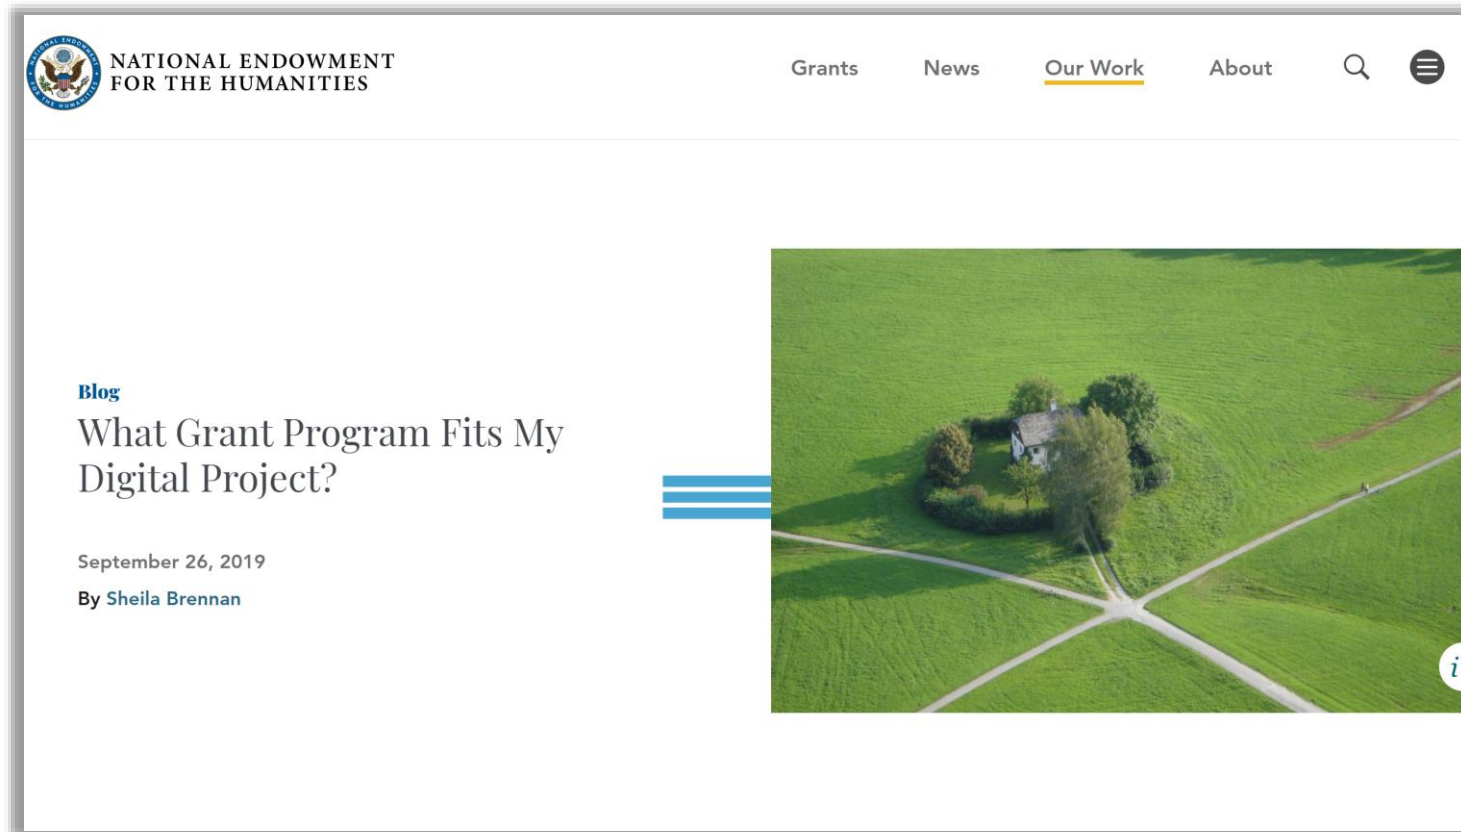 NATIONAL ENDOWMENT
FOR THE HUMANITIES
Grants
News
Our Work
About
Blog
What Grant Program Fits My
Digital Project?
September 26, 2019
By Sheila Brennan
i